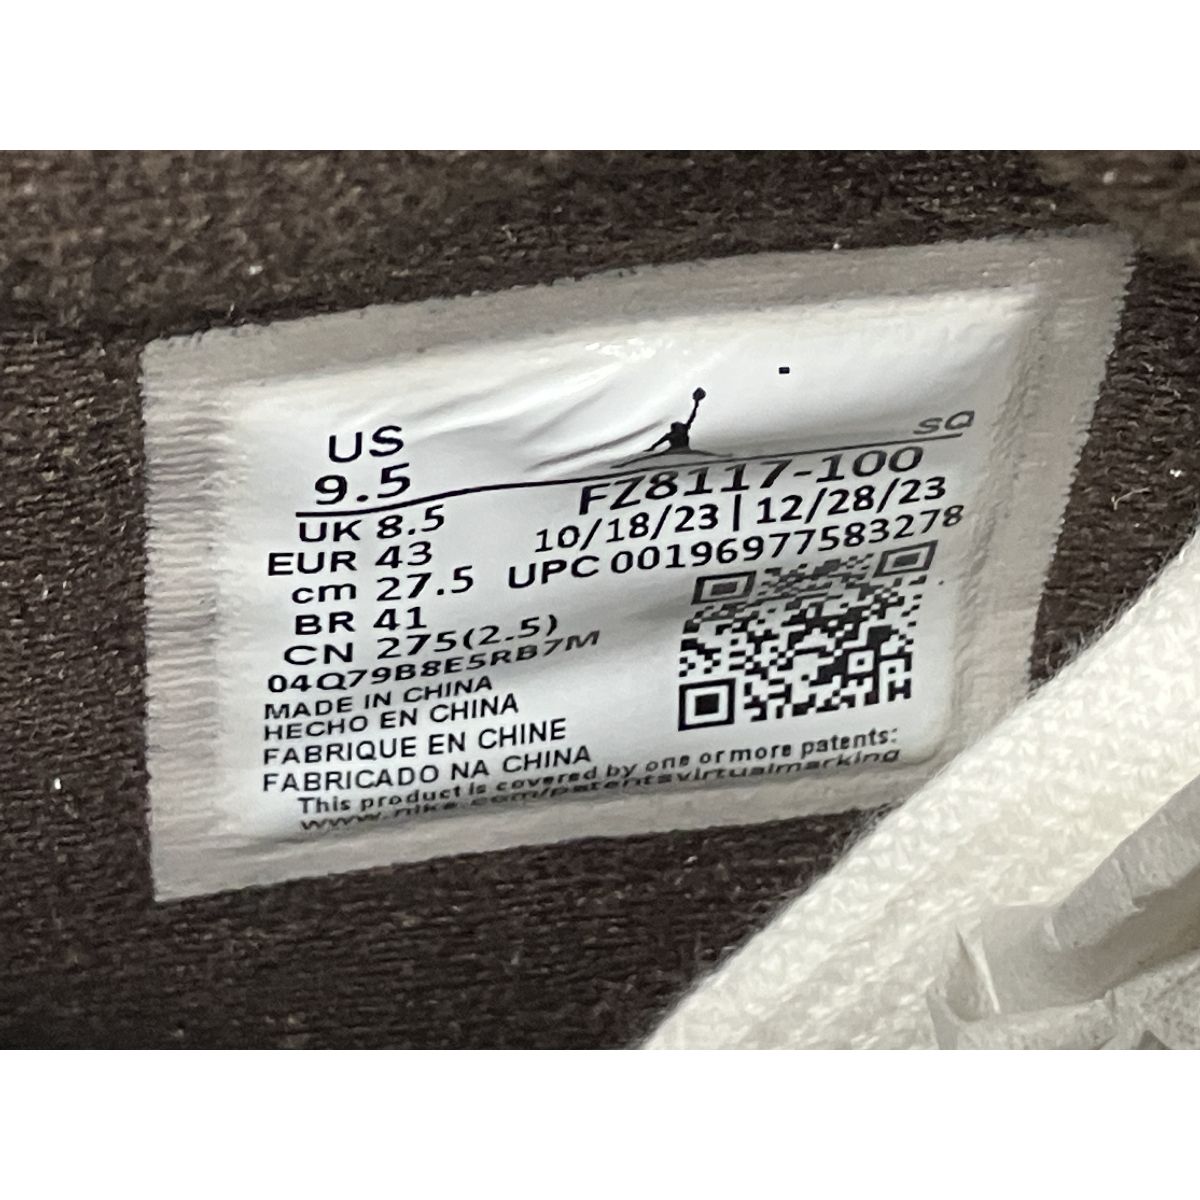 US
9.5
UK 8.5
EUR 43
cm 27.5
BR 41
CN 275(2.5)
04Q79B8E5RB7M
MADE IN CHINA
HECHO EN CHINA
FABRIQUE EN CHINE
FABRICADO NA CHINA
SQ
FZ8117-100
10/18/23 | 12/28/23
UPC 00196977583278
This product is covered by one or more patents:
www.nike.com/patentsvirtualmarking